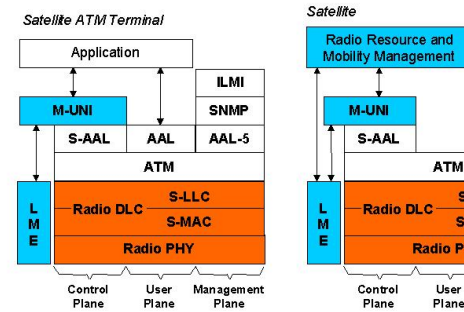 Satellite ATM Terminal
Application
ILMI
M-UNI
SNMP
S-AAL
AAL
AAL-5
ATM
L
M
E
Radio DLC
S-LLC
S-MAC
Radio PHY
Control
Plane
User
Plane
Management
Plane
Satellite
Radio Resource and
Mobility Management
M-UNI
S-AAL
ATM
L
M
E
Radio DLC
S
S
Radio P
Control
Plane
User
Plane